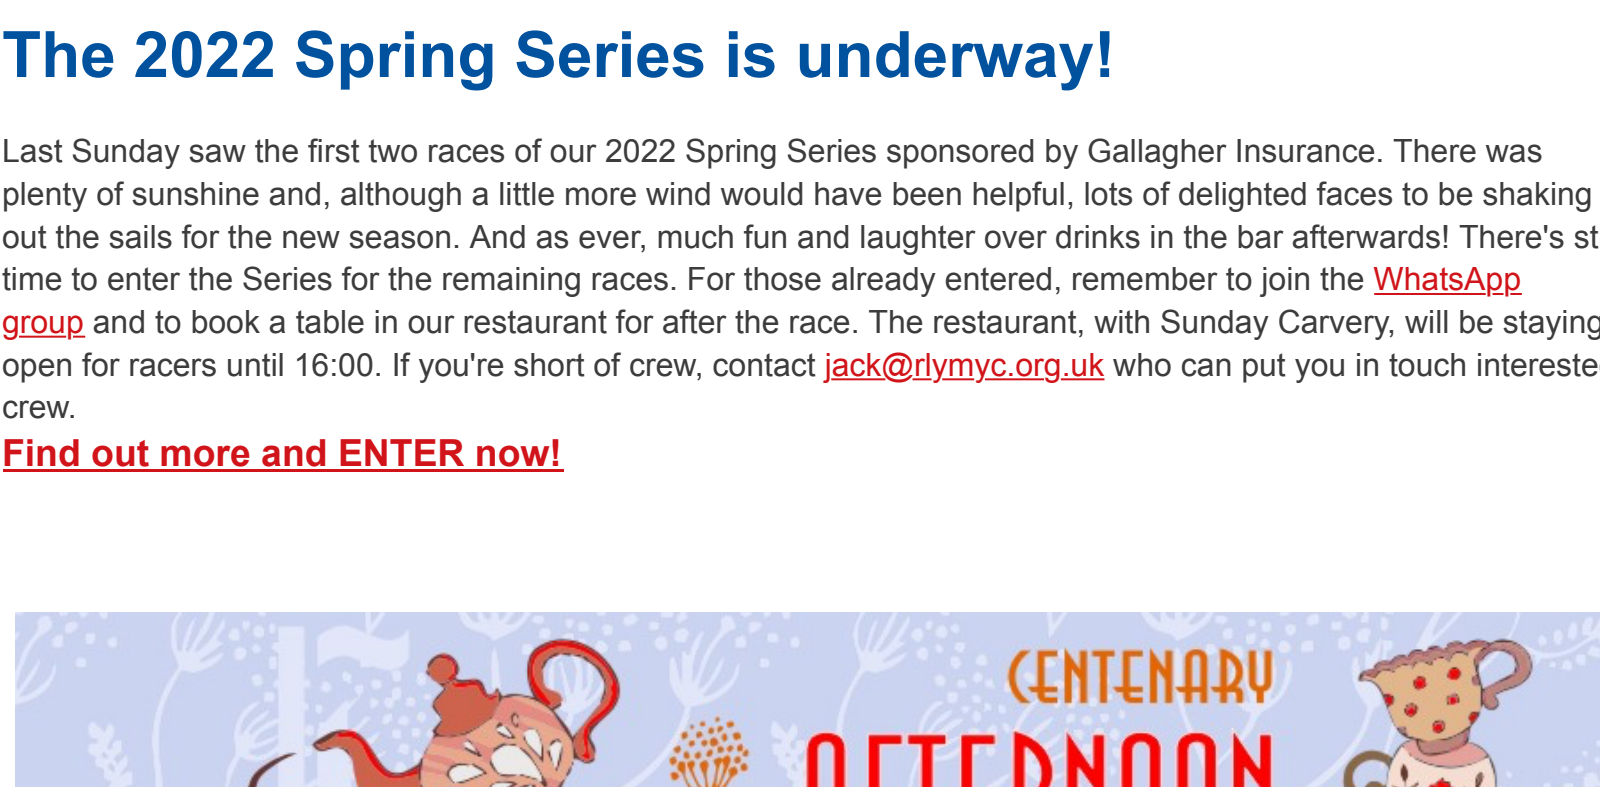 The 2022 Spring Series is underway!
Last Sunday saw the first two races of our 2022 Spring Series sponsored by Gallagher Insurance. There was
plenty of sunshine and, although a little more wind would have been helpful, lots of delighted faces to be shaking
out the sails for the new season. And as ever, much fun and laughter over drinks in the bar afterwards! There's st
time to enter the Series for the remaining races. For those already entered, remember to join the WhatsApp
group and to book a table in our restaurant for after the race. The restaurant, with Sunday Carvery, will be staying
open for racers until 16:00. If you're short of crew, contact jack@rlymyc.org.uk who can put you in touch intereste
crew.
Find out more and ENTER now!
CENTENARY
AFTERNOON